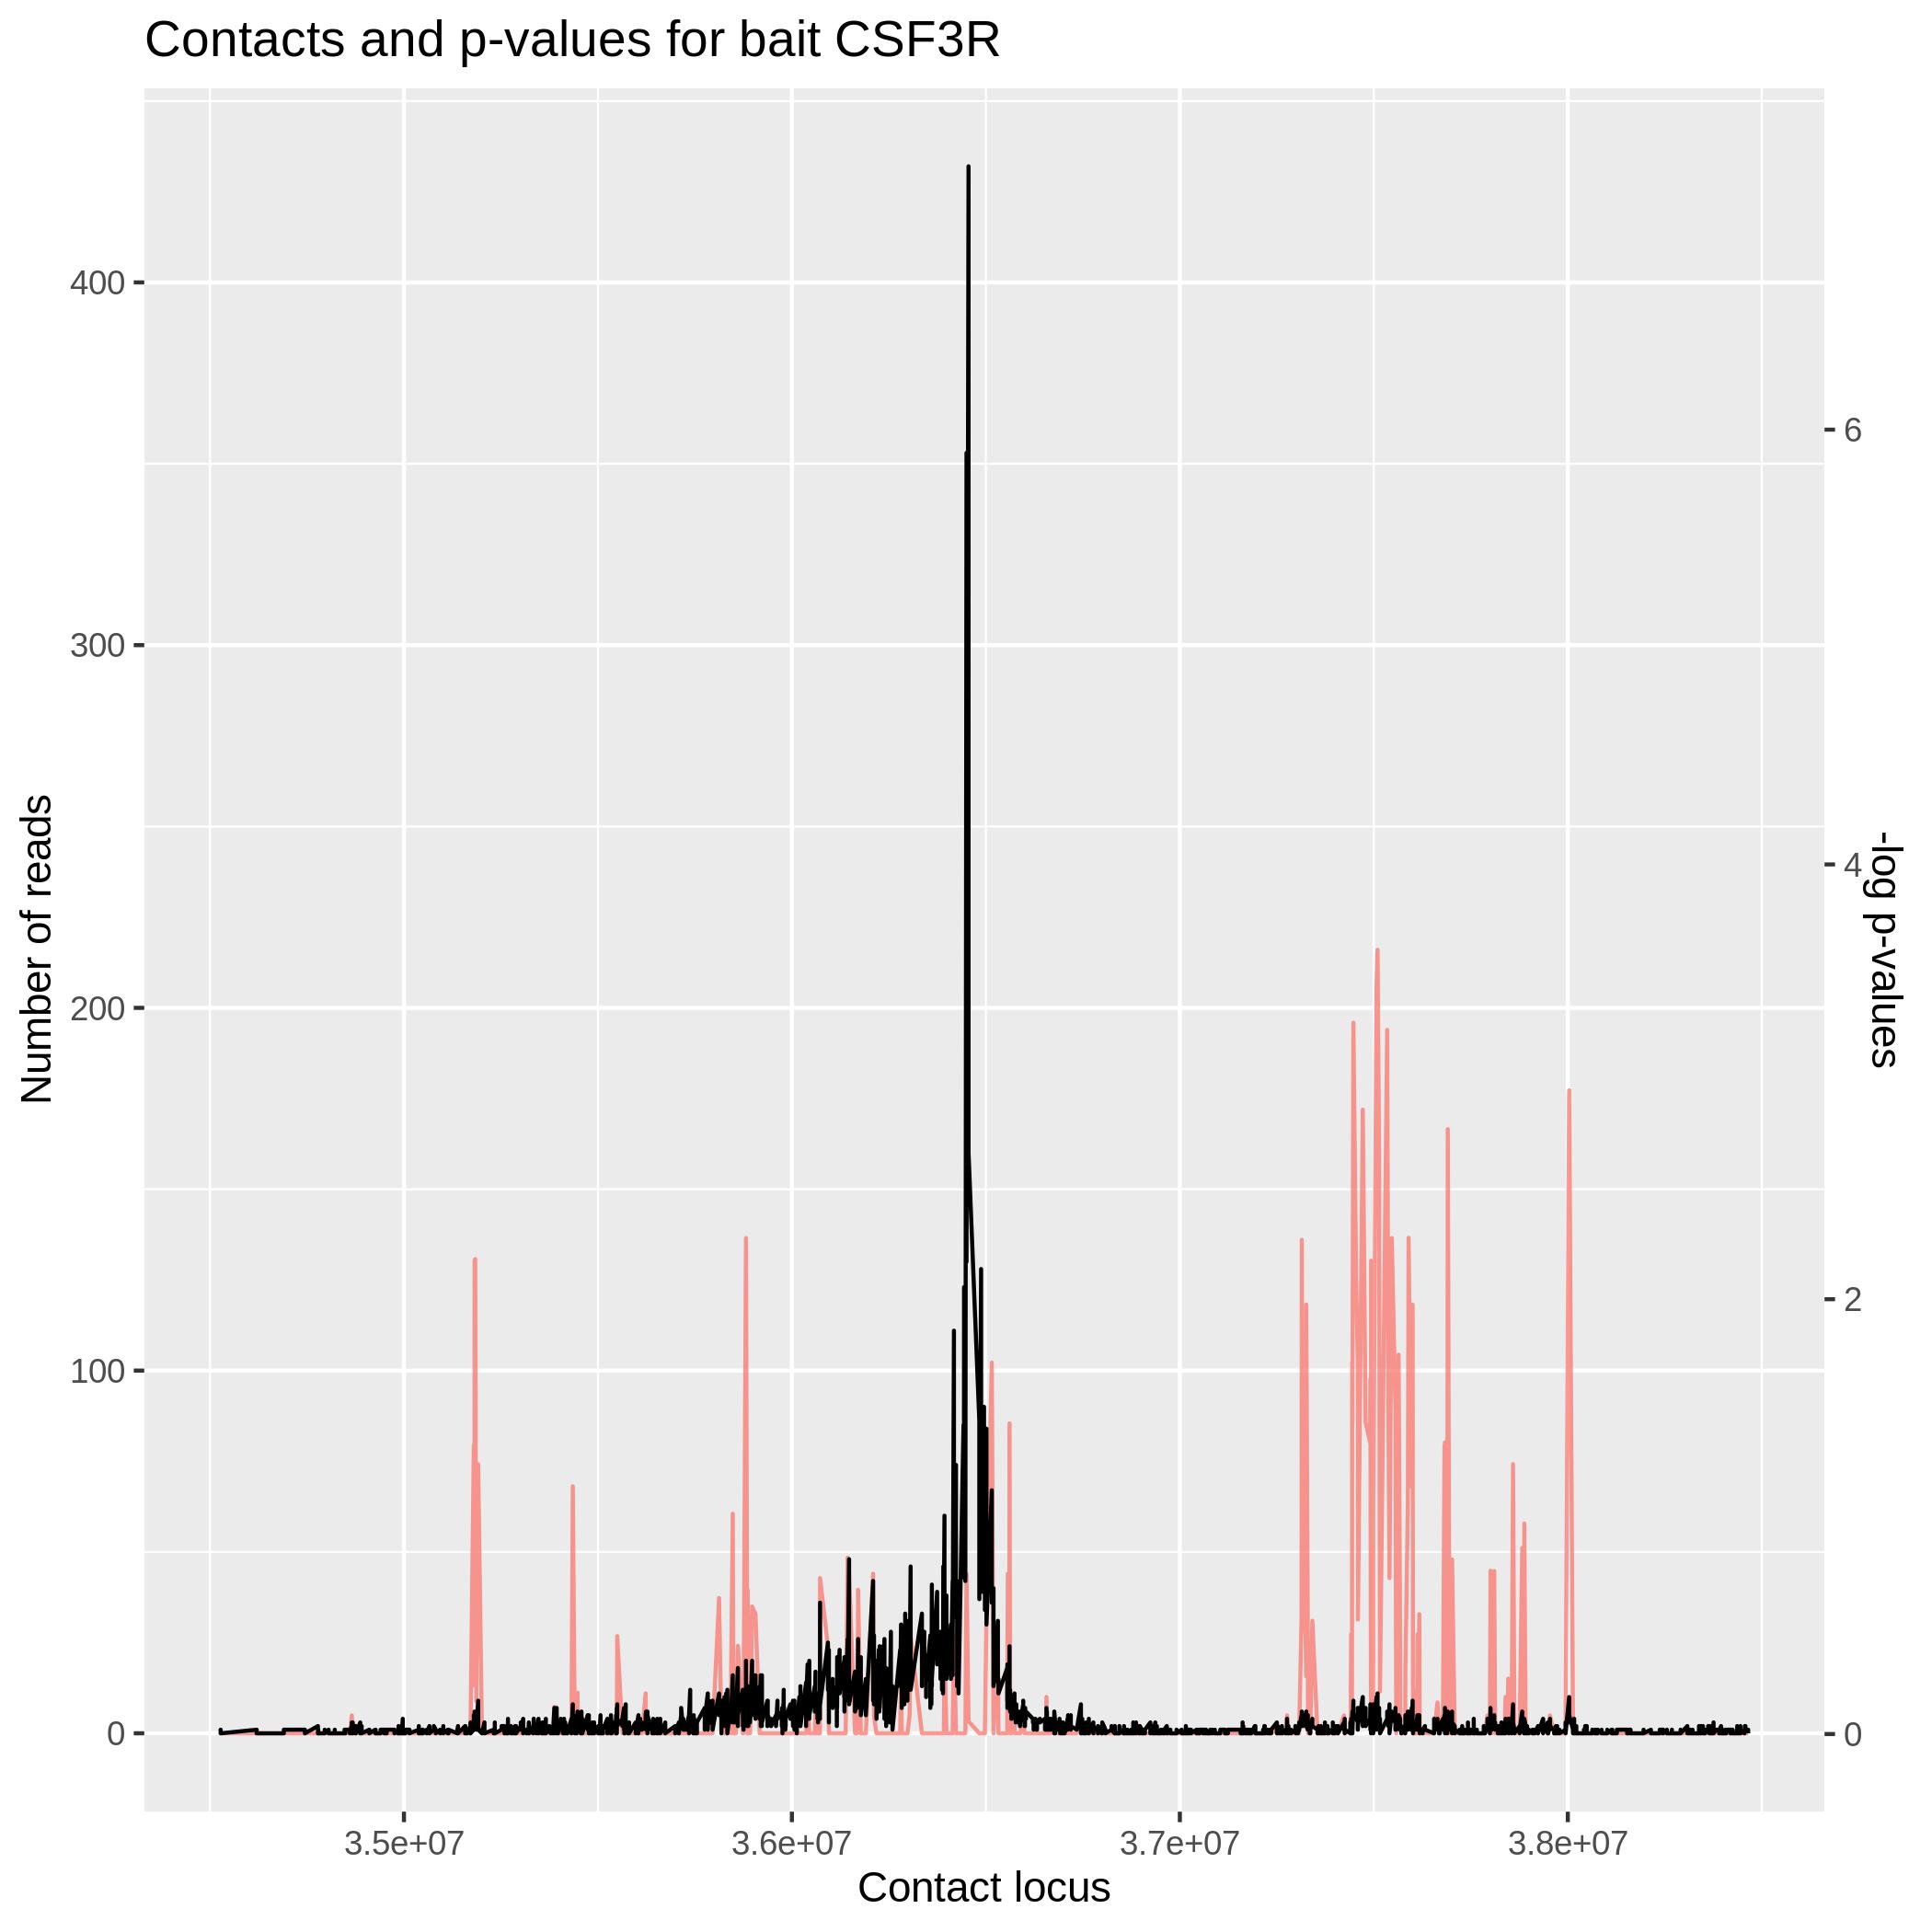 Contacts and p-values for bait CSF3R
Number of reads
400
300
200
100
0
6
4
2
0
-log p-values
3.5e+07
3.6e+07
3.7e+07
3.8e+07
Contact locus